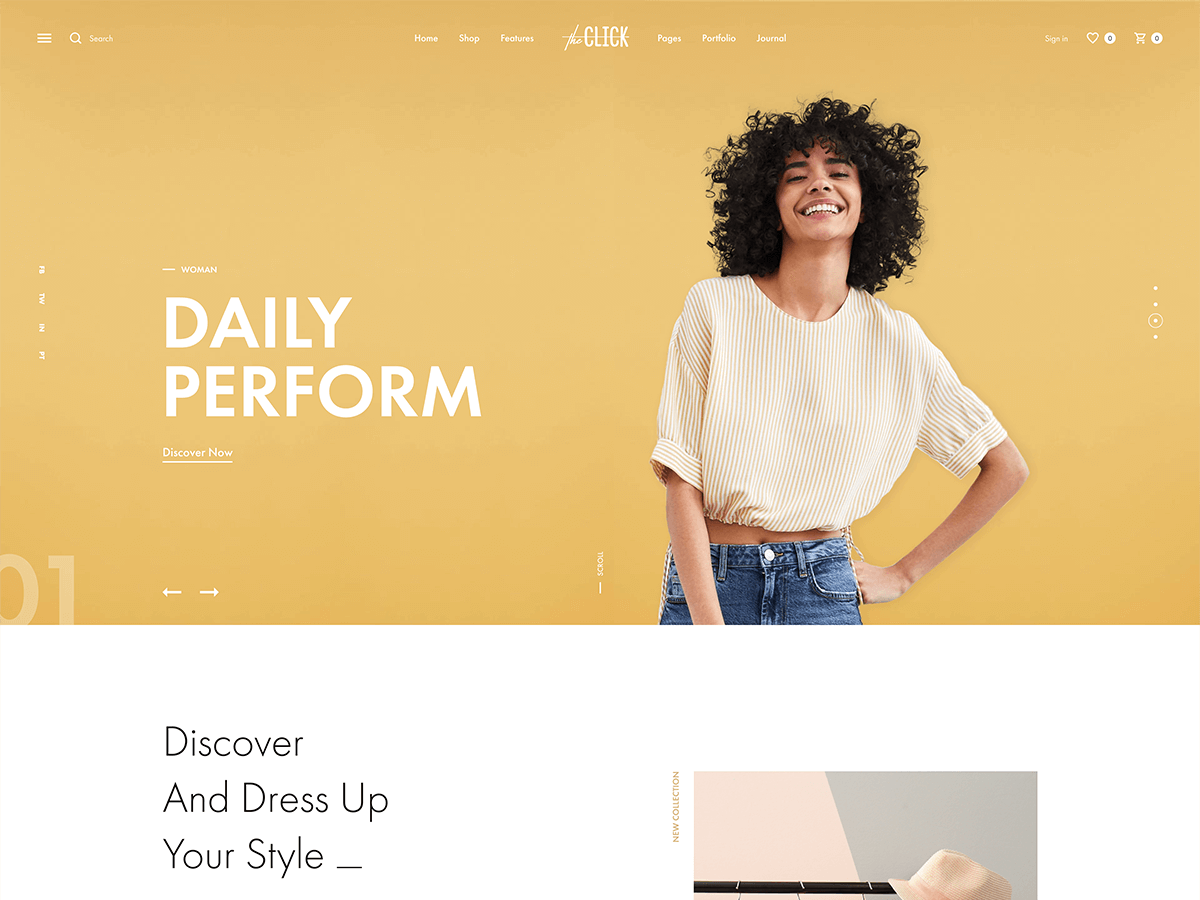 Search
Home
Shop
Features
the CLICK
Pages
Portfolio
Journal
Sign in
0
0
FB
TW
IN
PT
WOMAN
DAILY
PERFORM
Discover Now
01
SCROLL
Discover
And Dress Up
Your Style __
NEW COLLECTION